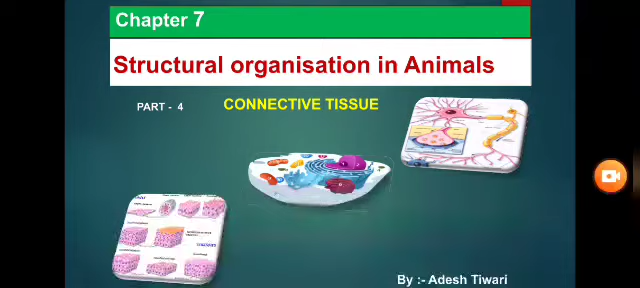 Chapter 7
Structural organisation in Animals
PART - 4
CONNECTIVE TISSUE
By :- Adesh Tiwari